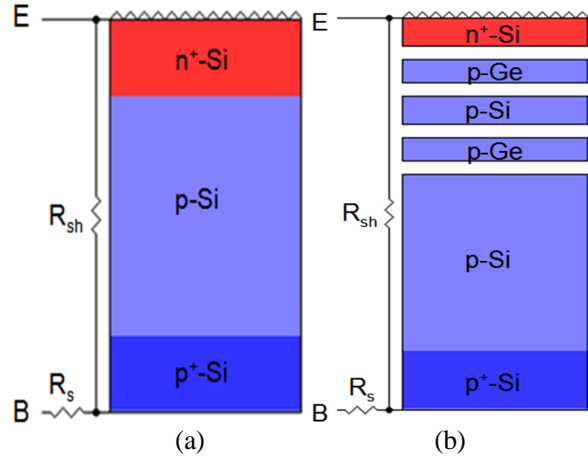 E
n⁺-Si
p-Si
R_sh
p⁺-Si
R_s
B
(a)
E
n⁺-Si
p-Ge
p-Si
p-Ge
R_sh
p-Si
p⁺-Si
R_s
B
(b)